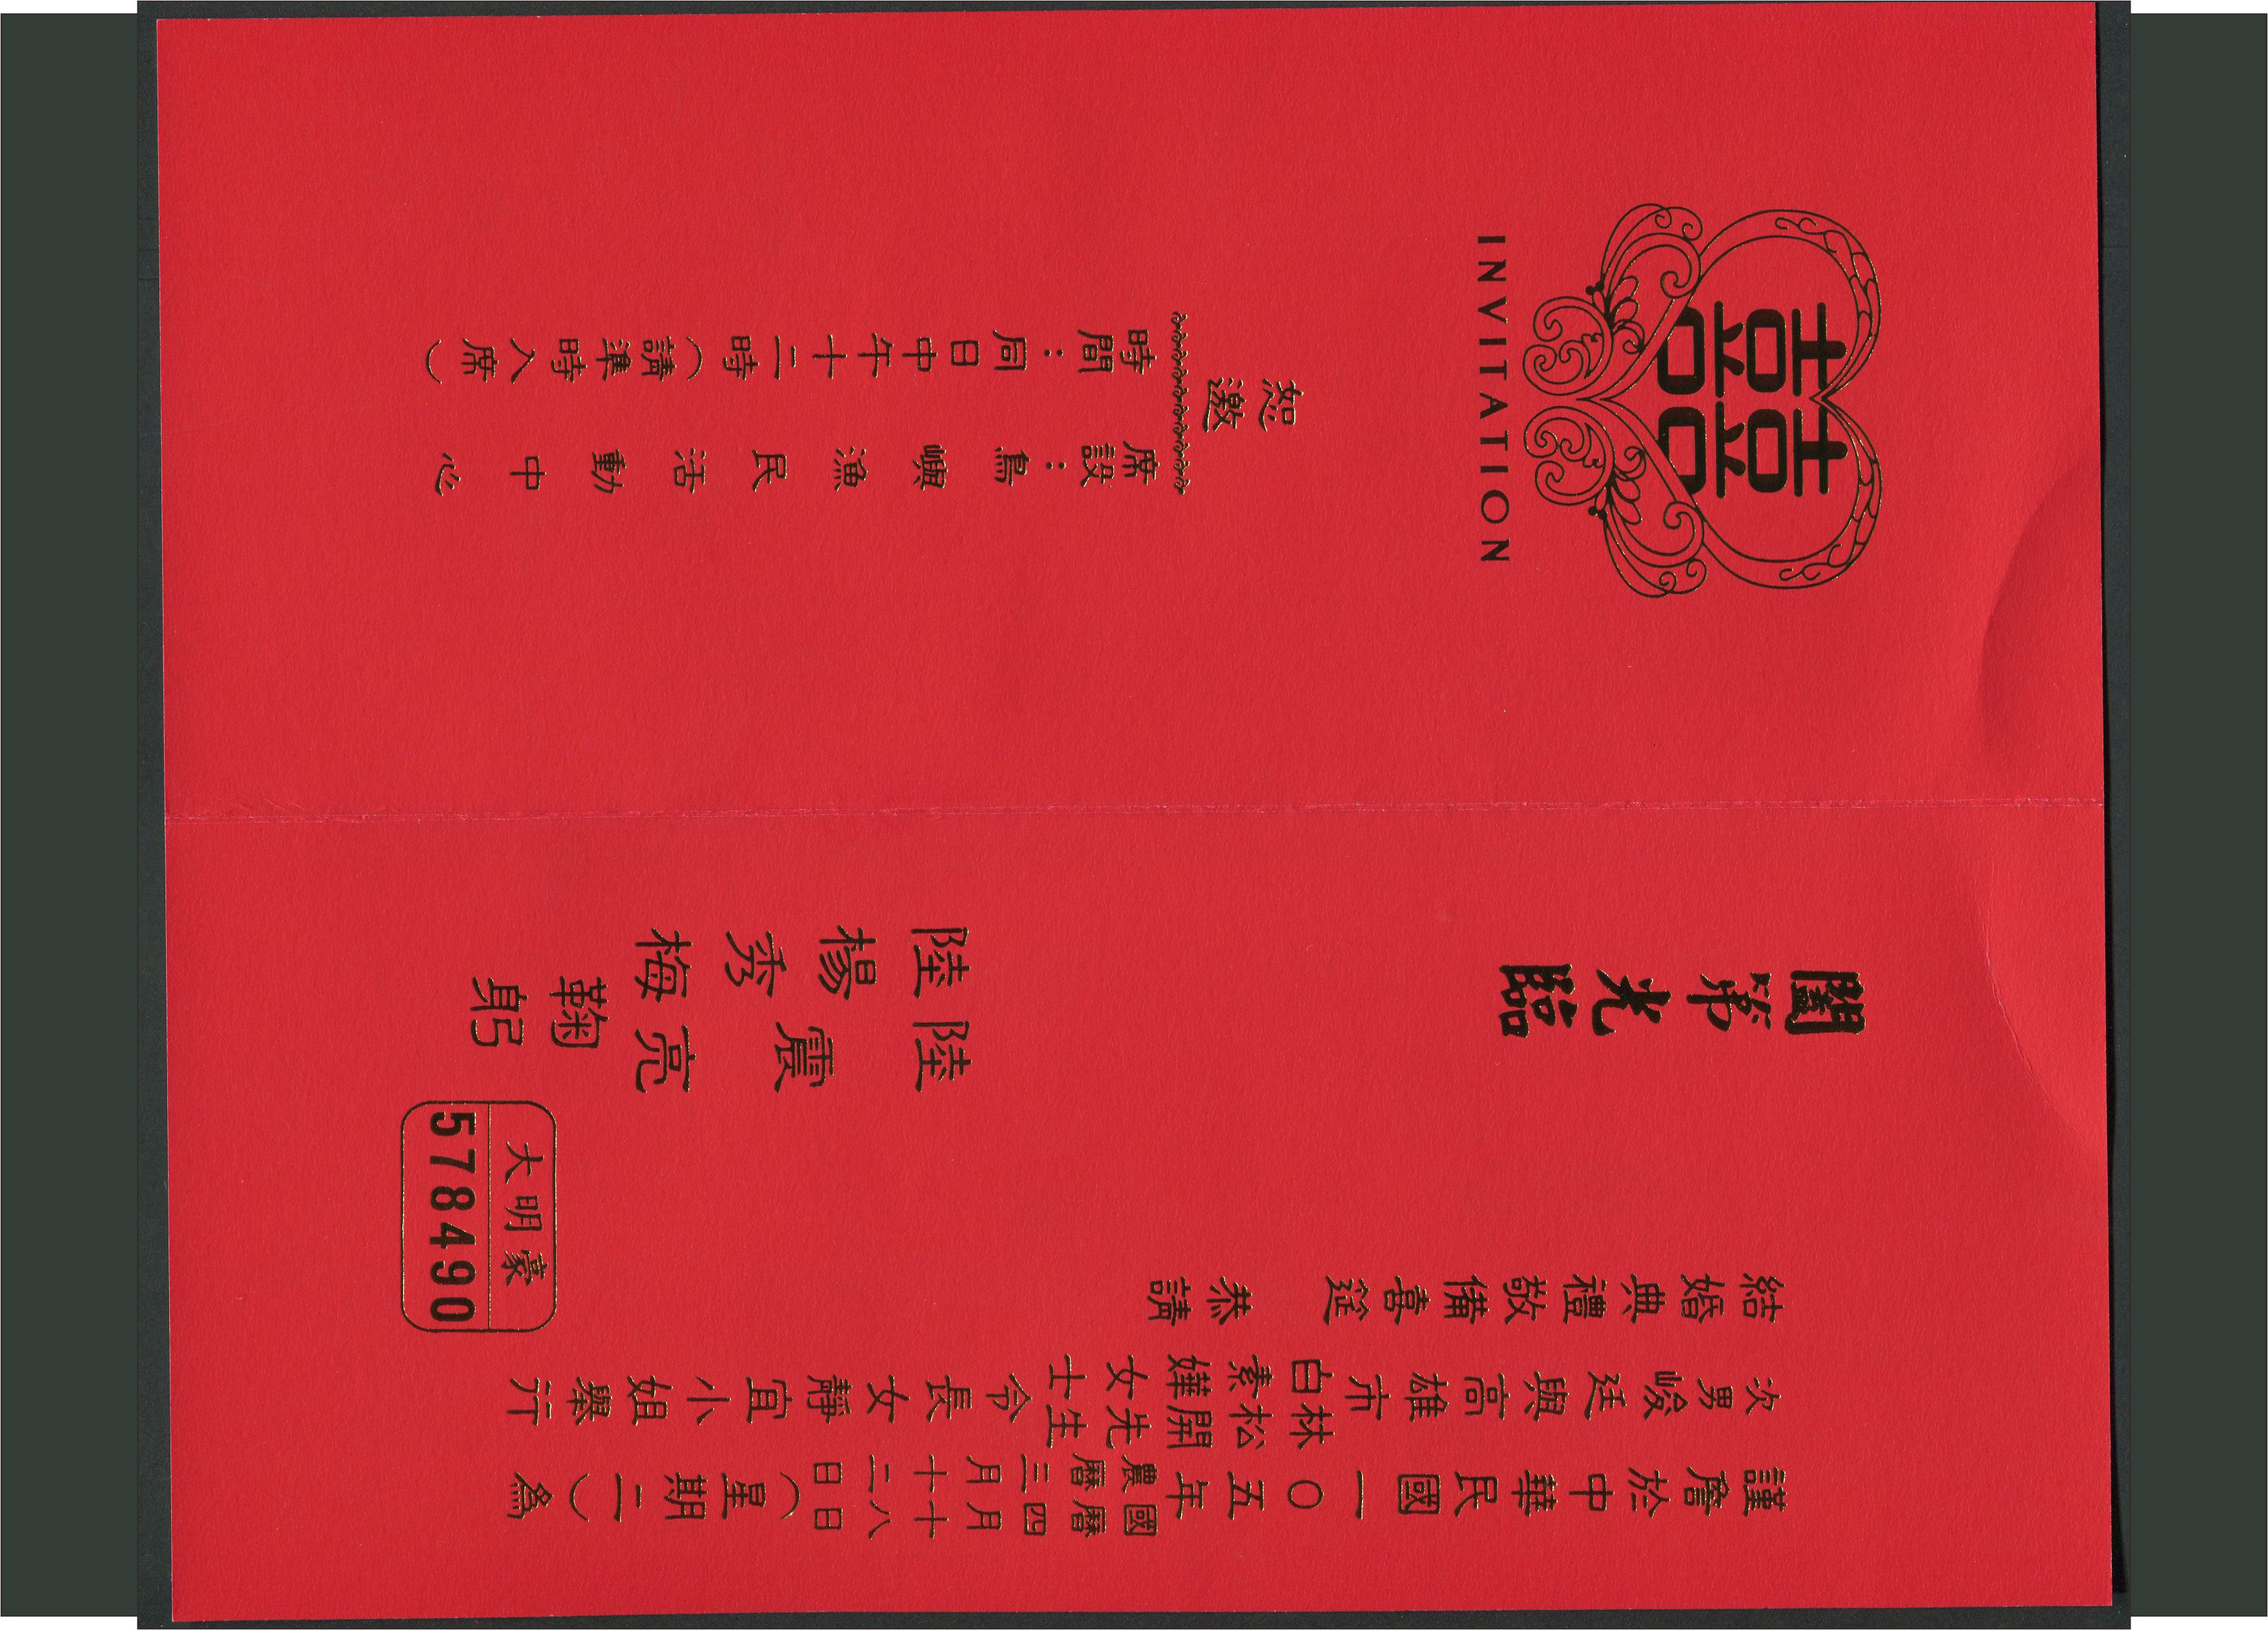 謹詹於中華民國一〇五年國曆四月十八日農曆三月十二日（星期一）為
次男峻廷與高雄市林松開先生白素嬅女士令長女靜宜小姐舉行
結婚典禮敬備喜筵 恭請
闔第光臨
陸震亮
陸楊秀梅
鞠躬
大明豪
578490
囍
INVITATION
恕邀
席設：鳥嶼漁民活動中心
時間：同日中午十二時（請準時入席）